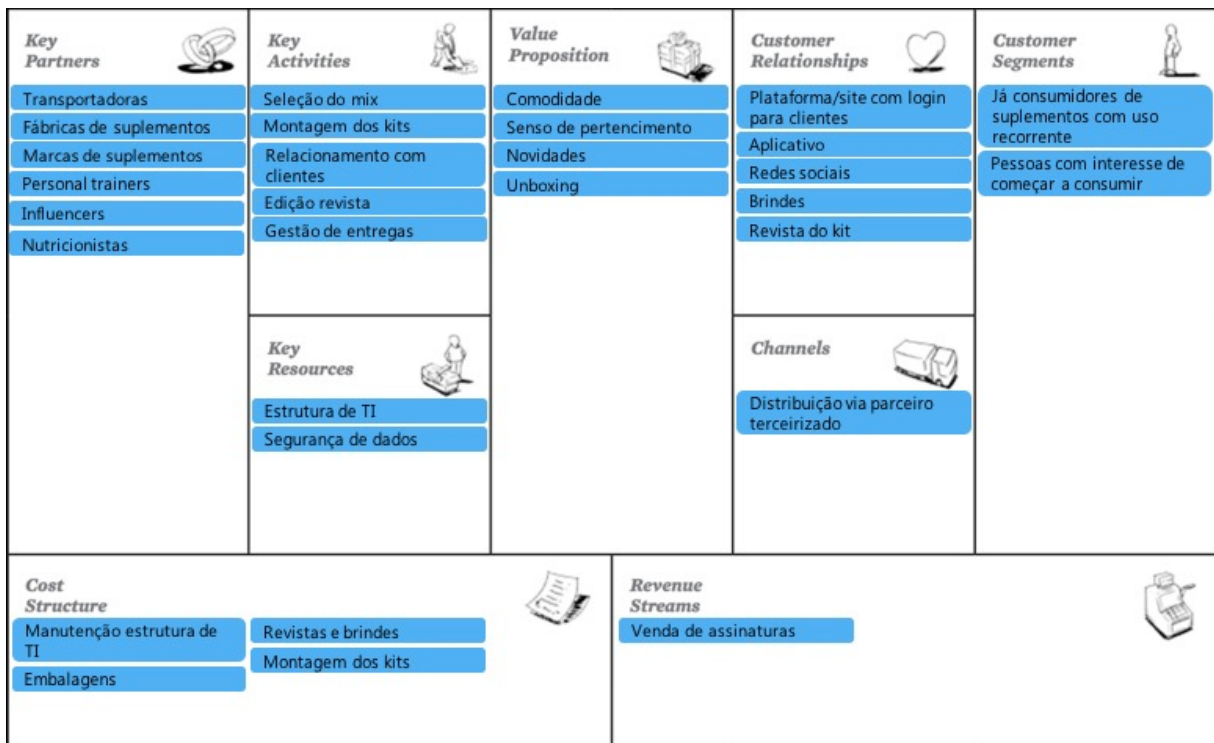 Key
Partners
Transportadoras
Fábricas de suplementos
Marcas de suplementos
Personal trainers
Influencers
Nutricionistas
Key
Activities
Seleção do mix
Montagem dos kits
Relacionamento com
clientes
Edição revista
Gestão de entregas
Key
Resources
Estrutura de TI
Segurança de dados
Value
Proposition
Comodidade
Senso de pertencimento
Novidades
Unboxing
Customer
Relationships
Plataforma/site com login
para clientes
Aplicativo
Redes sociais
Brindes
Revista do kit
Channels
Distribuição via parceiro
terceirizado
Customer
Segments
Já consumidores de
suplementos com uso
recorrente
Pessoas com interesse de
começar a consumir
Cost
Structure
Manutenção estrutura de
TI
Embalagens
Revistas e brindes
Montagem dos kits
Revenue
Streams
Venda de assinaturas